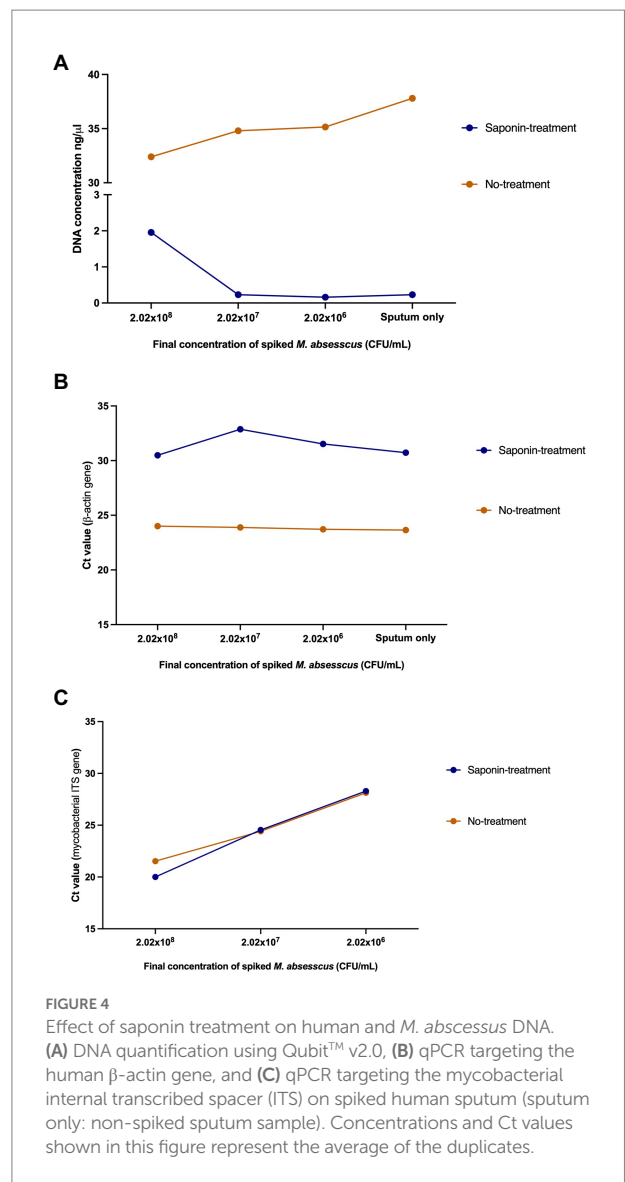 A
40
35
30
3
2
1
0
DNA concentration ng/µl
2.02x10⁸ 2.02x10⁷ 2.02x10⁶ Sputum only
Final concentration of spiked M. absesscus (CFU/mL)
Saponin-treatment
No-treatment
B
35
30
25
20
15
Ct value (β-actin gene)
2.02x10⁸ 2.02x10⁷ 2.02x10⁶ Sputum only
Final concentration of spiked M. absesscus (CFU/mL)
Saponin-treatment
No-treatment
C
35
30
25
20
15
Ct value (mycobacterial ITS gene)
2.02x10⁸ 2.02x10⁷ 2.02x10⁶
Final concentration of spiked M. absesscus (CFU/mL)
Saponin-treatment
No-treatment
FIGURE 4
Effect of saponin treatment on human and M. abscessus DNA.
(A) DNA quantification using Qubit™ v2.0, (B) qPCR targeting the
human β-actin gene, and (C) qPCR targeting the mycobacterial
internal transcribed spacer (ITS) on spiked human sputum (sputum
only: non-spiked sputum sample). Concentrations and Ct values
shown in this figure represent the average of the duplicates.